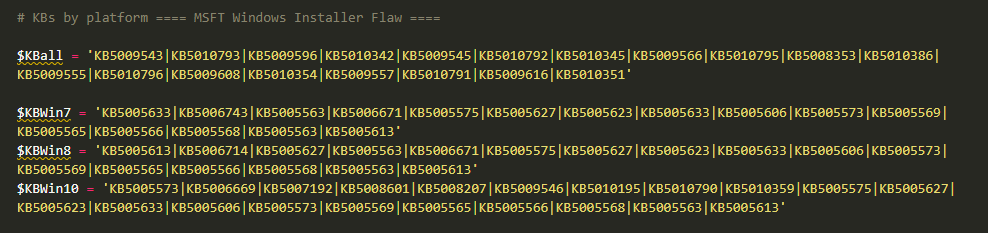 # KBs by platform ==== MSFT Windows Installer Flaw ====
$KBall = 'KB5009543|KB5010793|KB5009596|KB5010342|KB5009545|KB5010792|KB5010345|KB5009566|KB5010795|KB5008353|KB5010386|
KB5009555|KB5010796|KB5009608|KB5010354|KB5009557|KB5010791|KB5009616|KB5010351'
$KBWin7 = 'KB5005633|KB5006743|KB5005563|KB5006671|KB5005575|KB5005627|KB5005623|KB5005633|KB5005606|KB5005573|KB5005569|
KB5005565|KB5005566|KB5005568|KB5005563|KB5005613'
$KBWin8 = 'KB5005613|KB5006714|KB5005627|KB5005563|KB5006671|KB5005575|KB5005627|KB5005623|KB5005633|KB5005606|KB5005573|
KB5005569|KB5005565|KB5005566|KB5005568|KB5005563|KB5005613'
$KBWin10 = 'KB5005573|KB5006669|KB5007192|KB5008601|KB5008207|KB5009546|KB5010195|KB5010790|KB5010359|KB5005575|KB5005627|
KB5005623|KB5005633|KB5005606|KB5005573|KB5005569|KB5005565|KB5005566|KB5005568|KB5005563|KB5005613'